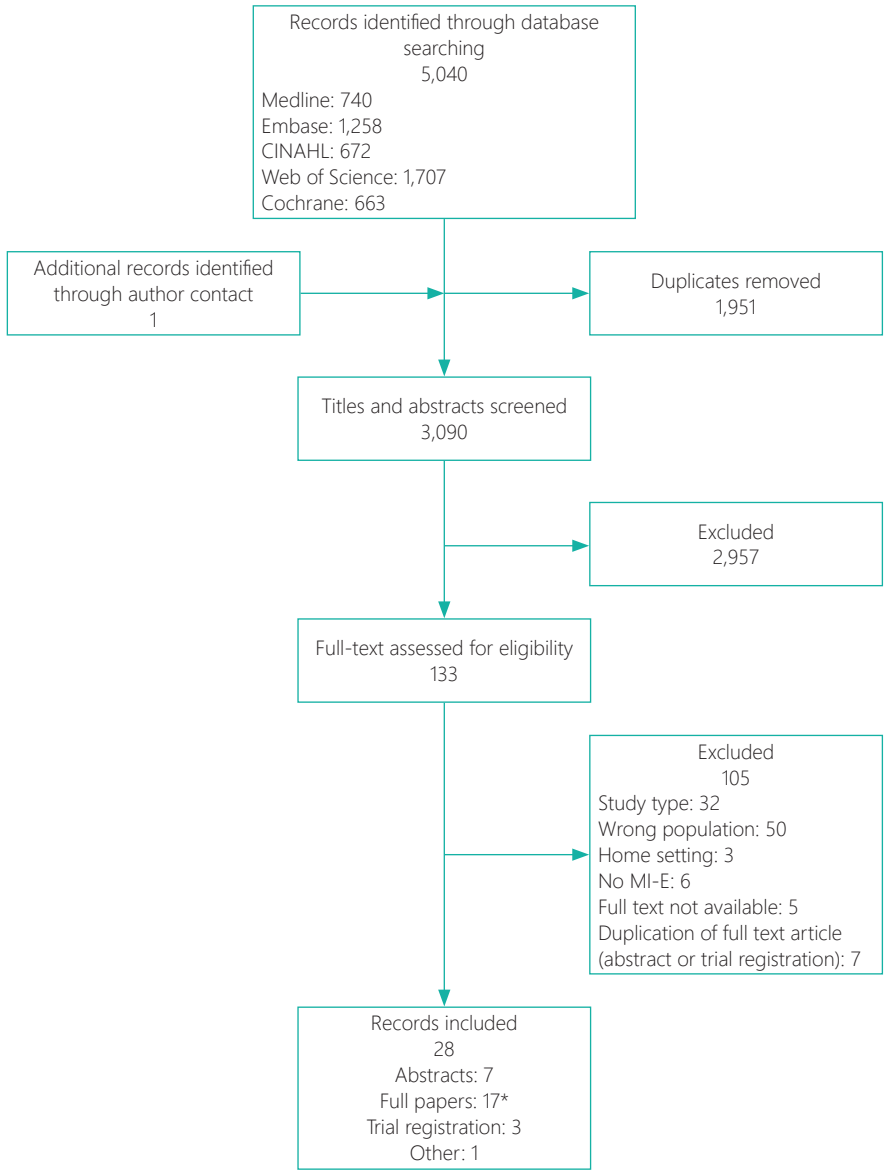 Records identified through database
searching
5,040
Medline: 740
Embase: 1,258
CINAHL: 672
Web of Science: 1,707
Cochrane: 663
Additional records identified
through author contact
1
Duplicates removed
1,951
Titles and abstracts screened
3,090
Excluded
2,957
Full-text assessed for eligibility
133
Excluded
105
Study type: 32
Wrong population: 50
Home setting: 3
No MI-E: 6
Full text not available: 5
Duplication of full text article
(abstract or trial registration): 7
Records included
28
Abstracts: 7
Full papers: 17*
Trial registration: 3
Other: 1